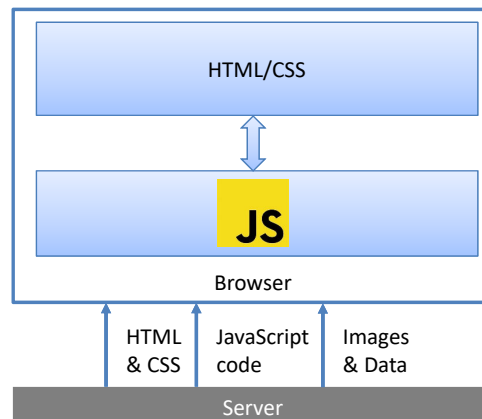 HTML/CSS
JS
Browser
HTML
& CSS
JavaScript
code
Images
& Data
Server